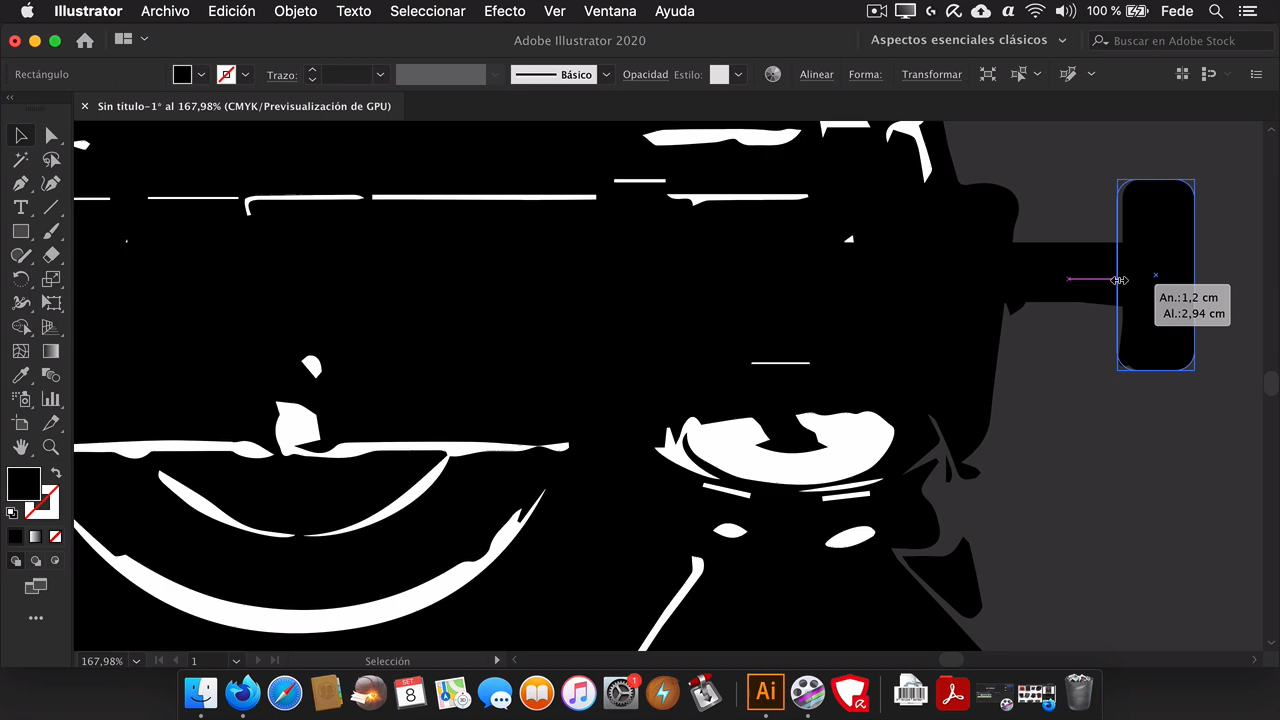 Illustrator Archivo Edición Objeto Texto Seleccionar Efecto Ver Ventana Ayuda 100 % Fede
Adobe Illustrator 2020 Aspectos esenciales clásicos Buscar en Adobe Stock
Rectángulo Trazo: Básico Opacidad Estilo: Alinear Forma: Transformar
× Sin título-1* al 167,98% (CMYK/Previsualización de GPU)
An.:1,2 cm
Al.:2,94 cm
167,98% 1 Selección
SET.
8
1
Ai